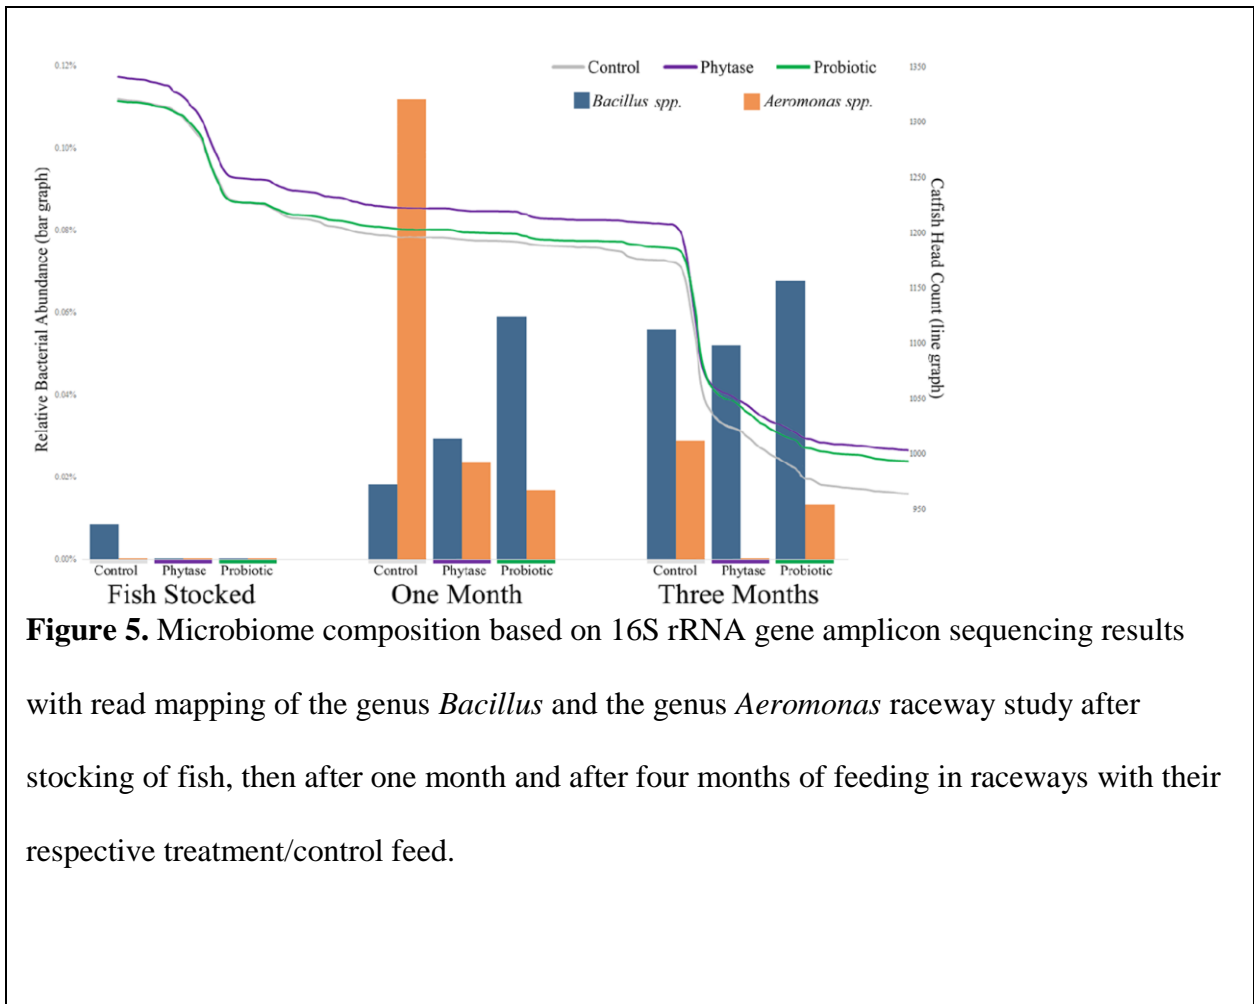 0.12%
0.10%
0.08%
0.06%
0.04%
0.02%
0.00%
Relative Bacterial Abundance (bar graph)
Control Phytase Probiotic
Bacillus spp. Aeromonas spp.
1350
1300
1250
1200
1150
1100
1050
1000
950
Catfish Head Count (line graph)
Control Phytase Probiotic Control Phytase Probiotic Control Phytase Probiotic
Fish Stocked One Month Three Months
Figure 5. Microbiome composition based on 16S rRNA gene amplicon sequencing results
with read mapping of the genus Bacillus and the genus Aeromonas raceway study after
stocking of fish, then after one month and after four months of feeding in raceways with their
respective treatment/control feed.